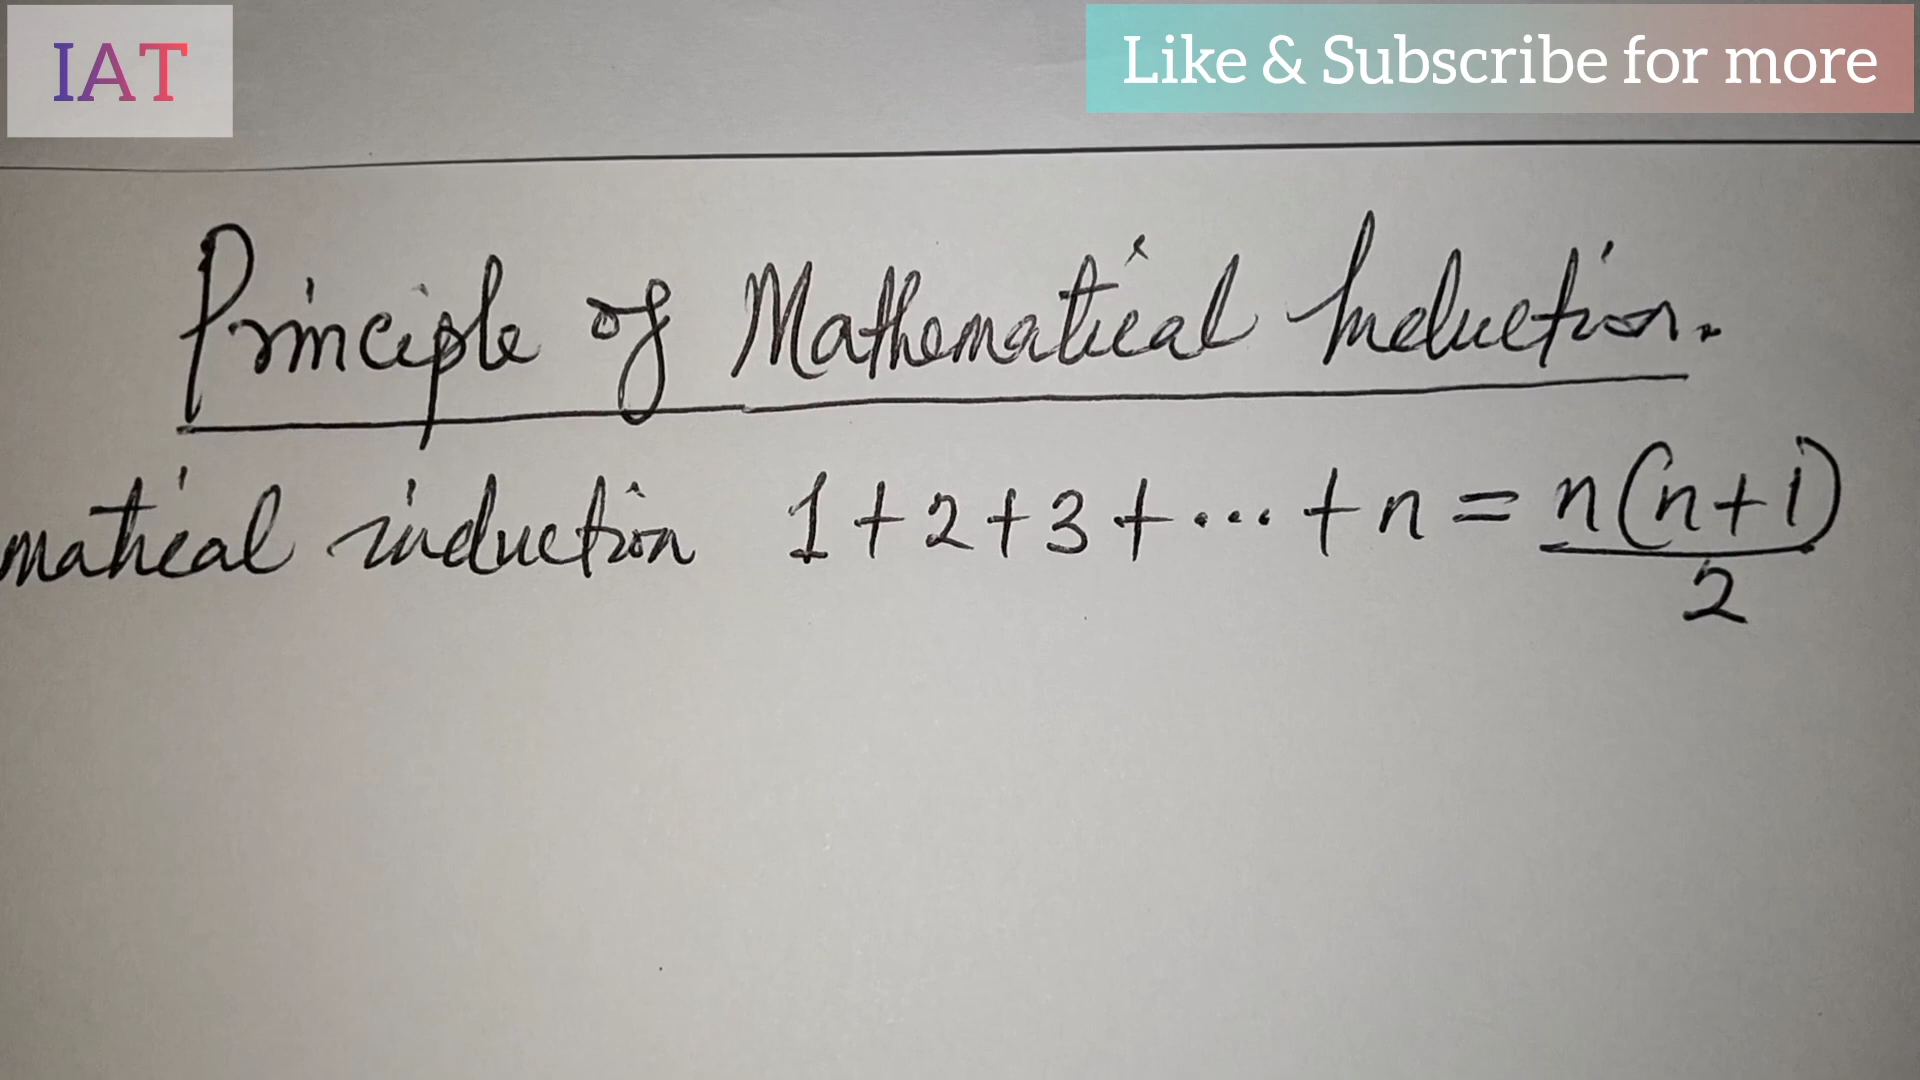 IAT
Like & Subscribe for more
Principle of Mathematical Induction.
matical induction 1+2+3+...+n = n(n+1)
2